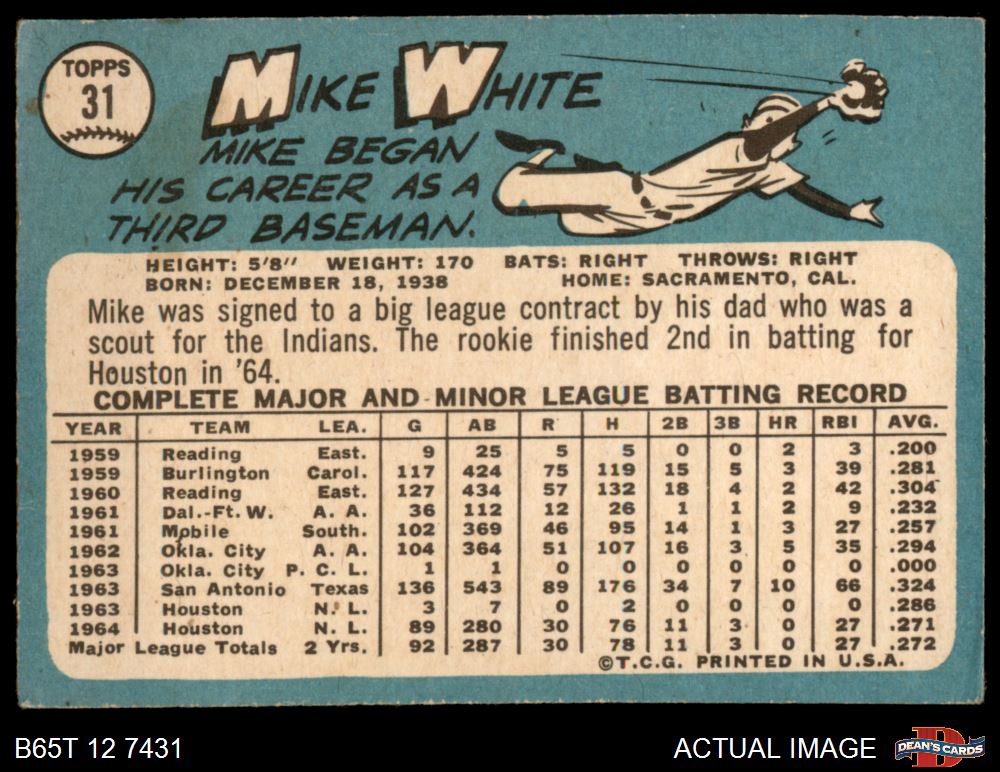 TOPPS
31
MIKE WHITE
MIKE BEGAN
HIS CAREER AS A
THIRD BASEMAN.
HEIGHT: 5'8" WEIGHT: 170 BATS: RIGHT THROWS: RIGHT
BORN: DECEMBER 18, 1938 HOME: SACRAMENTO, CAL.
Mike was signed to a big league contract by his dad who was a
scout for the Indians. The rookie finished 2nd in batting for
Houston in '64.
COMPLETE MAJOR AND MINOR LEAGUE BATTING RECORD
YEAR TEAM LEA. G AB R H 2B 3B HR RBI AVG.
1959 Reading East. 9 25 5 5 0 0 2 3 .200
1959 Burlington Carol. 117 424 75 119 15 5 3 39 .281
1960 Reading East. 127 434 57 132 18 4 2 42 .304
1961 Dal.-Ft. W. A. A. 36 112 12 26 1 1 2 9 .232
1961 Mobile South. 102 369 46 95 14 1 3 27 .257
1962 Okla. City A. A. 104 364 51 107 16 3 5 35 .294
1963 Okla. City P. C. L. 1 1 0 0 0 0 0 0 .000
1963 San Antonio Texas 136 543 89 176 34 7 10 66 .324
1963 Houston N. L. 3 7 0 2 0 0 0 0 .286
1964 Houston N. L. 89 280 30 76 11 3 0 27 .271
Major League Totals 2 Yrs. 92 287 30 78 11 3 0 27 .272
©T.C.G. PRINTED IN U.S.A.
B65T 12 7431 ACTUAL IMAGE DEAN'S CARDS